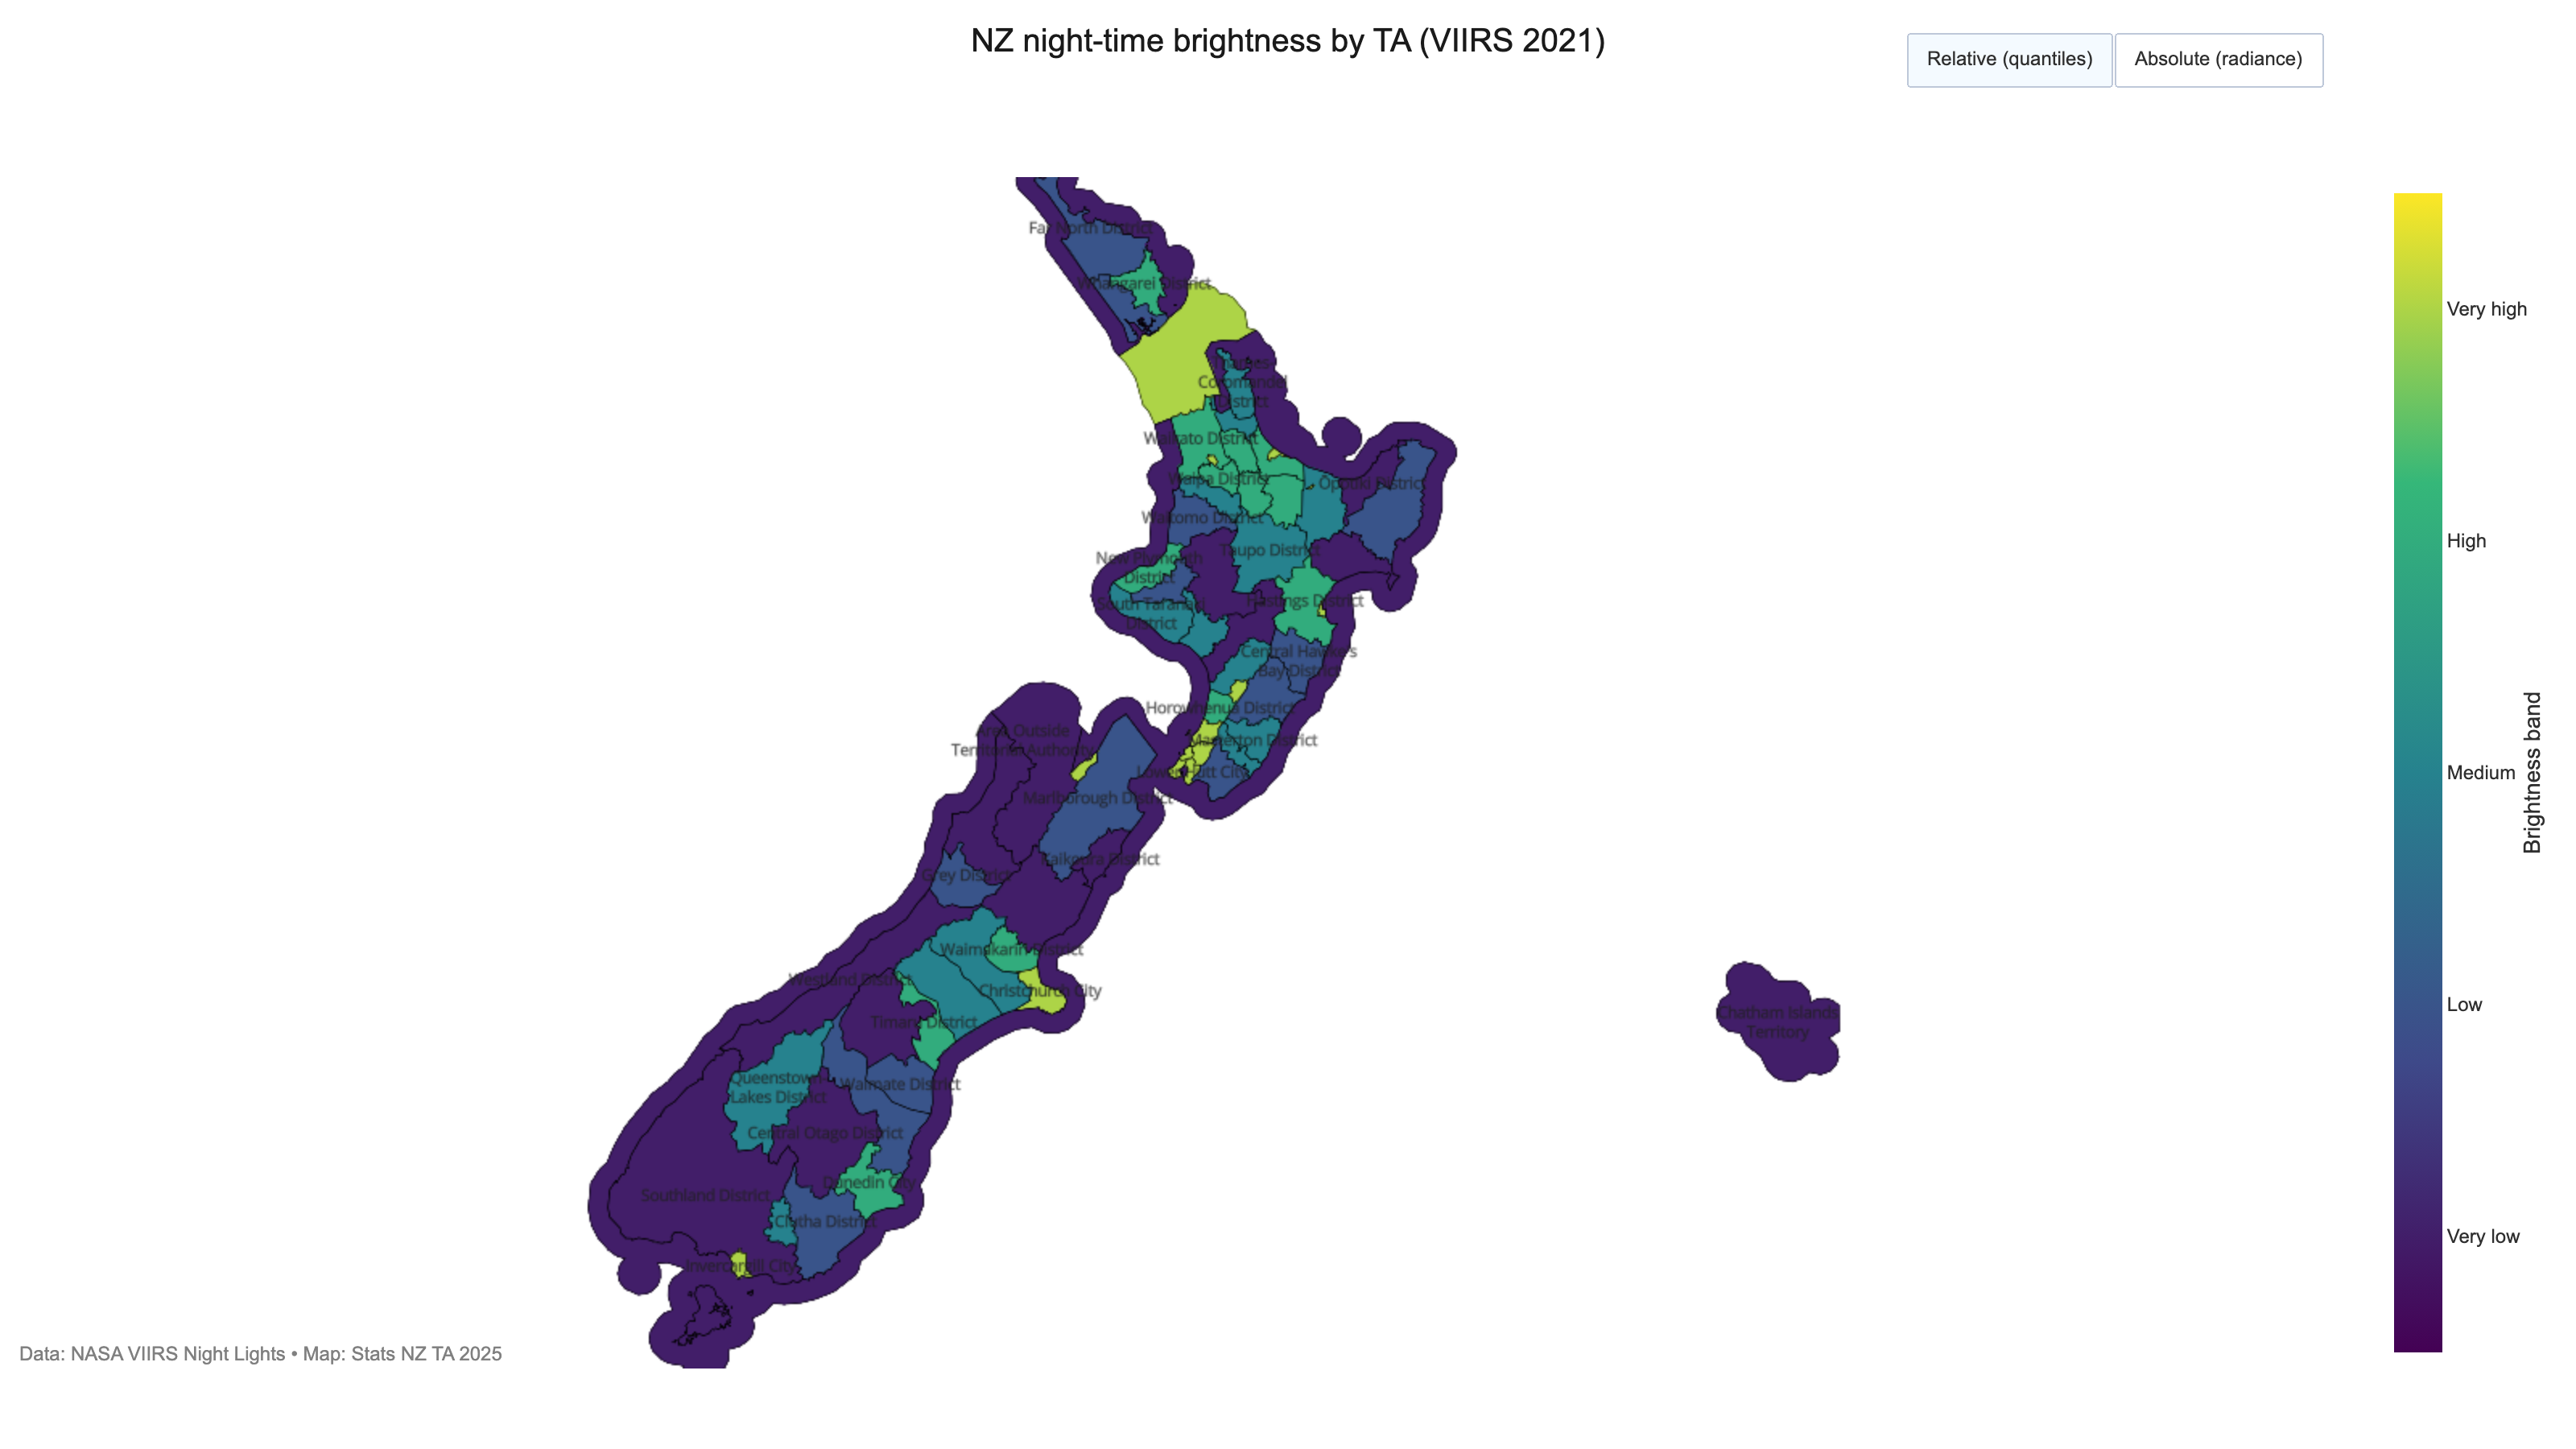 NZ night-time brightness by TA (VIIRS 2021)
Relative (quantiles)
Absolute (radiance)
Far North District
Whangarei District
Thames-
Coromandel
District
Waikato District
Waipa District
Opotiki District
Waitomo District
Taupo District
New Plymouth
District
South Taranaki
District
Hastings District
Central Hawke's
Bay District
Horowhenua District
Masterton District
Lower Hutt City
Area Outside
Territorial Authority
Marlborough District
Kaikoura District
Grey District
Waimakariri District
Westland District
Christchurch City
Timaru District
Queenstown-
Lakes District
Waimate District
Central Otago District
Dunedin City
Southland District
Clutha District
Invercargill City
Chatham Islands
Territory
Very high
High
Medium
Low
Very low
Brightness band
Data: NASA VIIRS Night Lights • Map: Stats NZ TA 2025